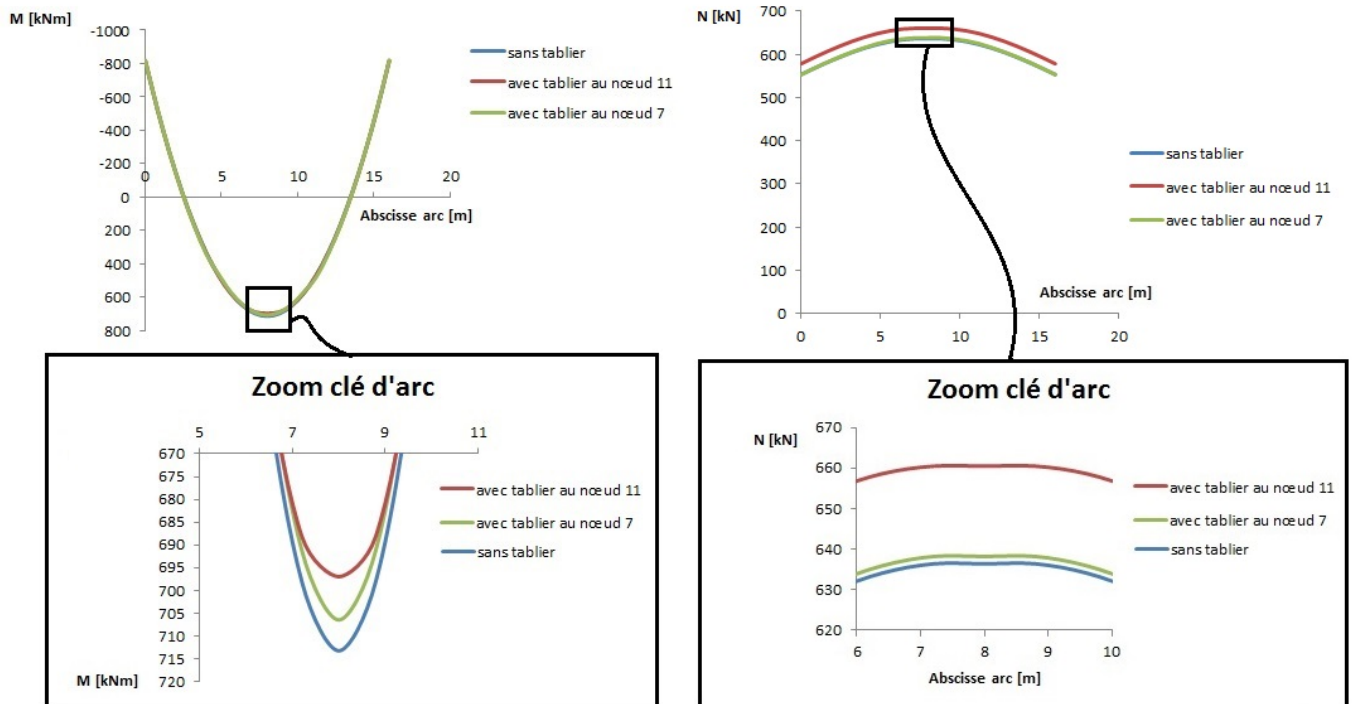 M [kNm]
-1000
-800
-600
-400
-200
0
200
400
600
800
0
5
10
15
20
Abscisse arc [m]
sans tablier
avec tablier au nœud 11
avec tablier au nœud 7
N [kN]
700
600
500
400
300
200
100
0
0
5
10
15
20
Abscisse arc [m]
sans tablier
avec tablier au nœud 11
avec tablier au nœud 7
Zoom clé d'arc
5
7
9
11
670
675
680
685
690
695
700
705
710
715
720
M [kNm]
avec tablier au nœud 11
avec tablier au nœud 7
sans tablier
Zoom clé d'arc
N [kN]
670
660
650
640
630
620
6
7
8
9
10
Abscisse arc [m]
avec tablier au nœud 11
avec tablier au nœud 7
sans tablier